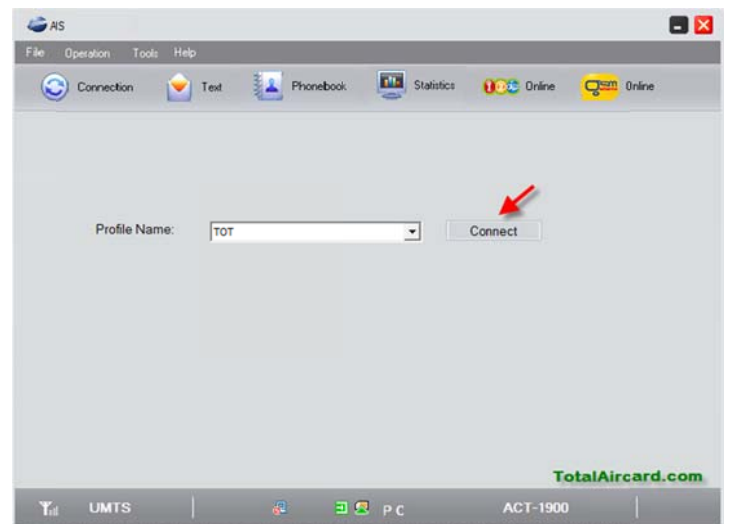 AIS
File Operation Tools Help
Connection Text Phonebook Statistics Online Online
Profile Name: TOT Connect
TotalAircard.com
UMTS PC ACT-1900